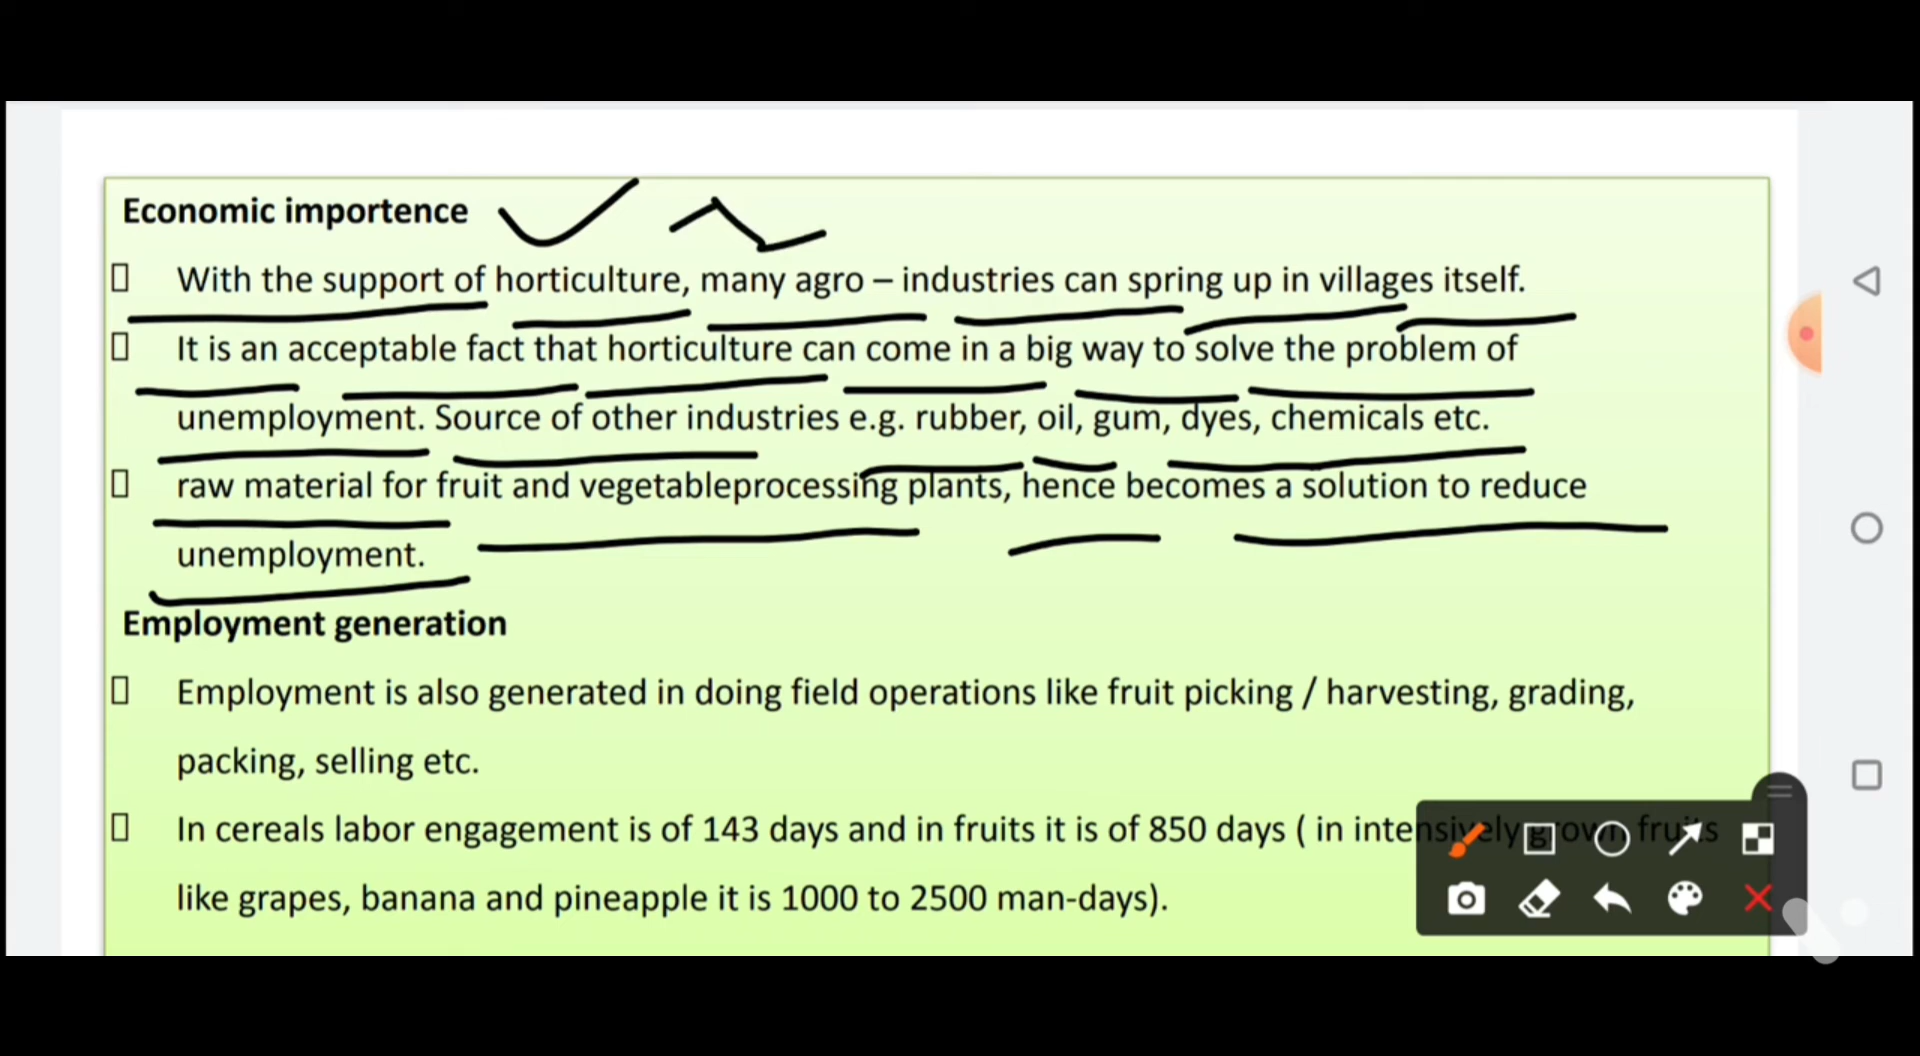 Economic importence
With the support of horticulture, many agro – industries can spring up in villages itself.
It is an acceptable fact that horticulture can come in a big way to solve the problem of
unemployment. Source of other industries e.g. rubber, oil, gum, dyes, chemicals etc.
raw material for fruit and vegetableprocessing plants, hence becomes a solution to reduce
unemployment.
Employment generation
Employment is also generated in doing field operations like fruit picking / harvesting, grading,
packing, selling etc.
In cereals labor engagement is of 143 days and in fruits it is of 850 days ( in intensively grown fruits
like grapes, banana and pineapple it is 1000 to 2500 man-days).